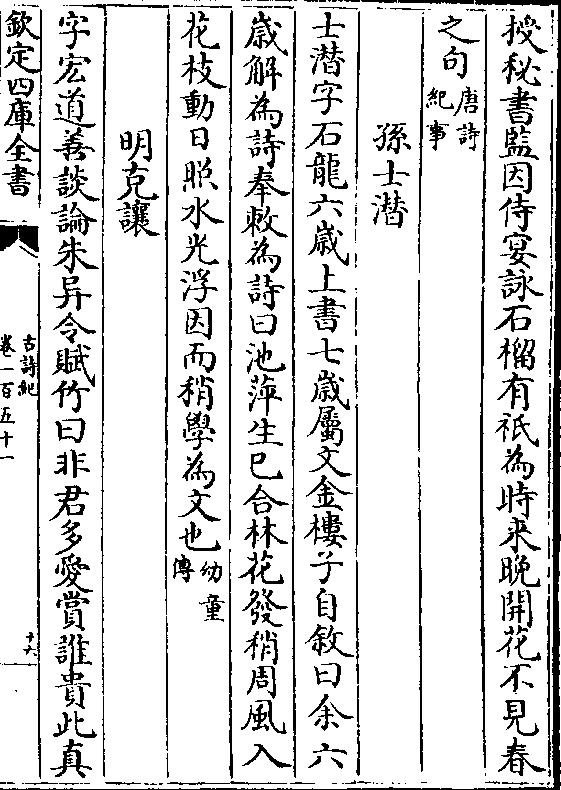 授秘書監因侍宴詠石榴有祇為時来晩開花不見春
之句唐詩紀事
孫士潛
士潛字石龍六歲上書七歲屬文金樓子自敘曰余六
歲解為詩奉敕為詩曰池萍生已合林花發稍周風入
花枝動日照水光浮因而稍學為文也幼童傳
明克讓
字宏道善談論朱异令賦竹曰非君多愛賞誰貴此真
欽定四庫全書
古詩紀
卷一百五十一
十六